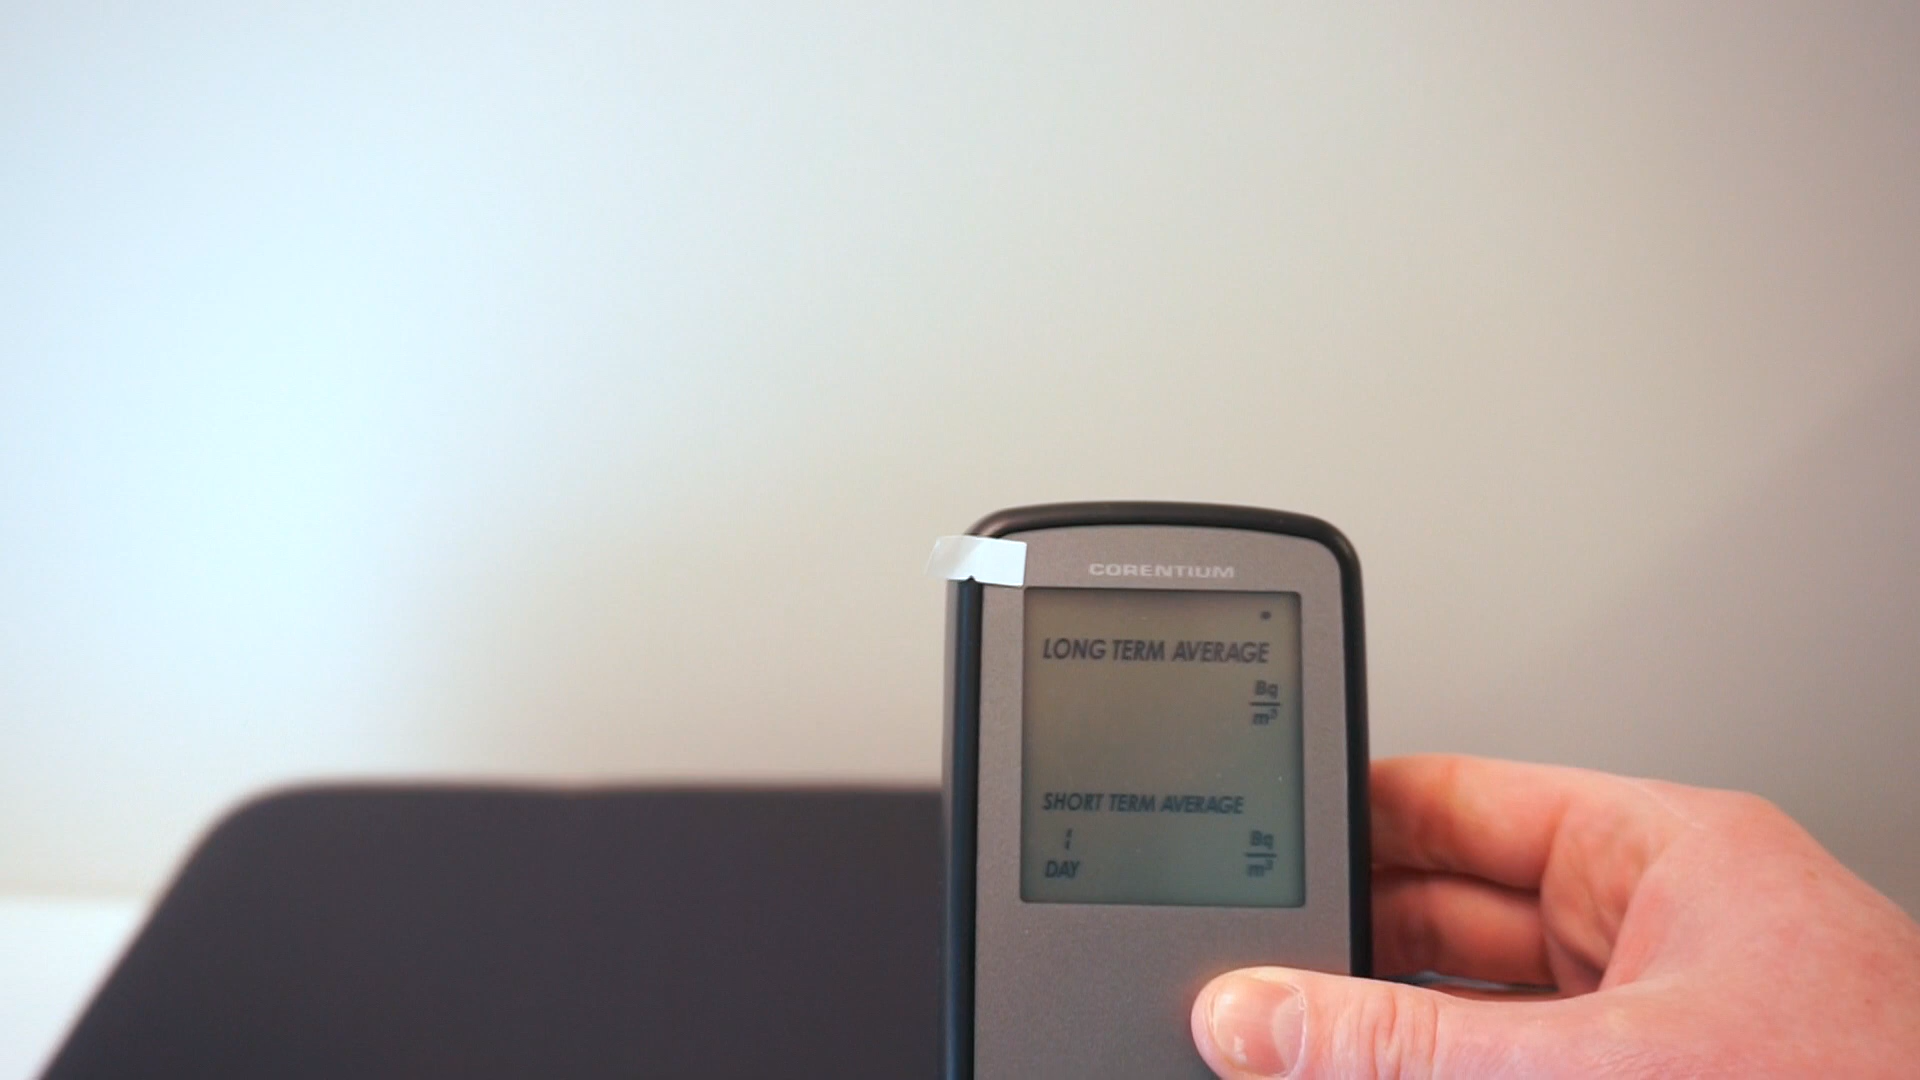 CORENTIUM
LONG TERM AVERAGE
Bq
m³
SHORT TERM AVERAGE
1
DAY
Bq
m³